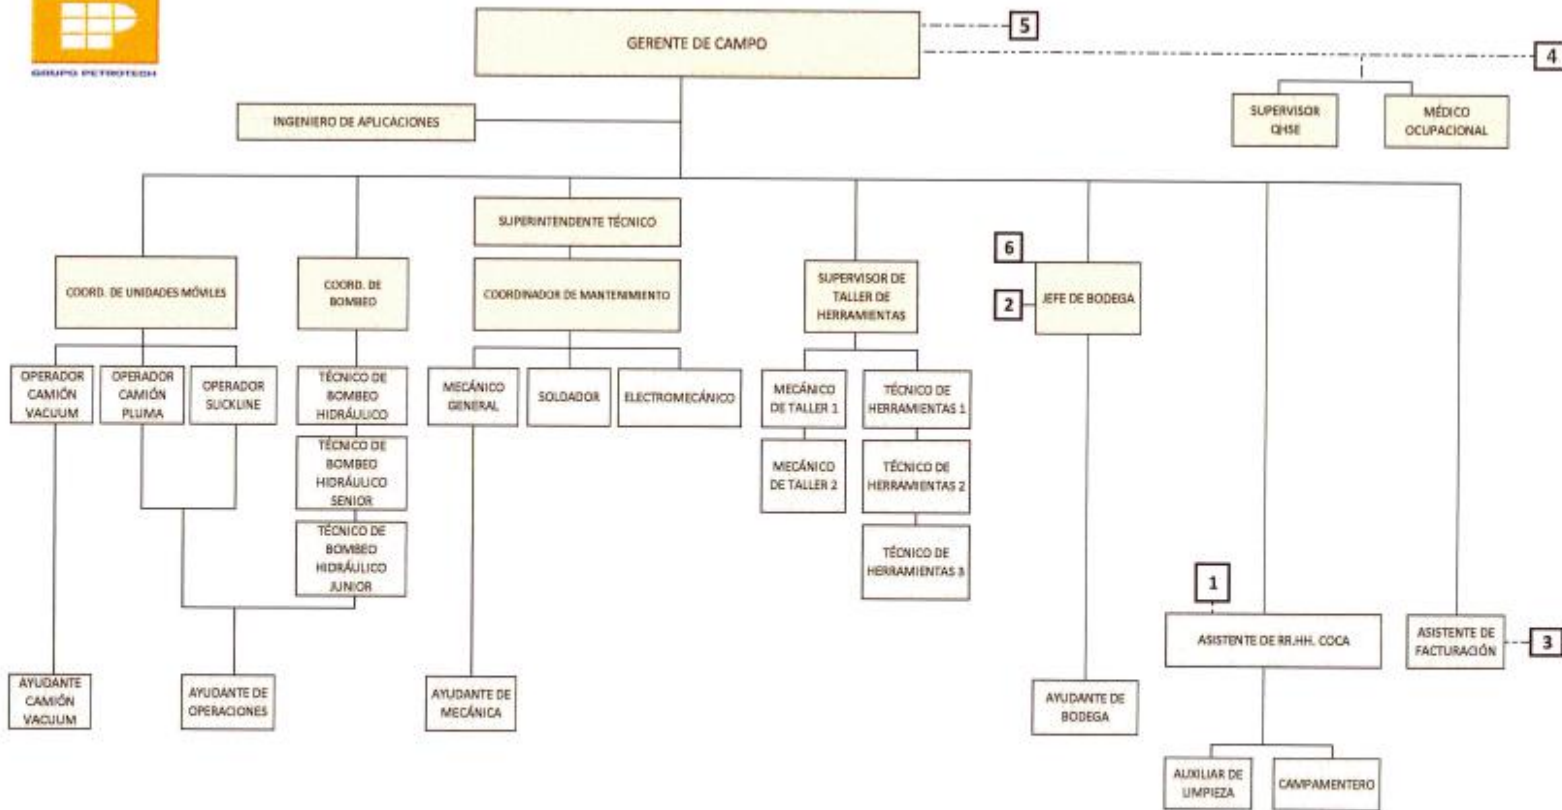 GRUPO PETROTECH
GERENTE DE CAMPO
5
4
INGENIERO DE APLICACIONES
SUPERVISOR
QHSE
MÉDICO
OCUPACIONAL
SUPERINTENDENTE TÉCNICO
COORD. DE UNIDADES MÓVILES
COORD. DE
BOMBEO
COORDINADOR DE MANTENIMIENTO
SUPERVISOR DE
TALLER DE
HERRAMIENTAS
6
2
JEFE DE BODEGA
OPERADOR
CAMIÓN
VACUUM
OPERADOR
CAMIÓN
PLUMA
OPERADOR
SLICKLINE
TÉCNICO DE
BOMBEO
HIDRÁULICO
MECÁNICO
GENERAL
SOLDADOR
ELECTROMECÁNICO
MECÁNICO
DE TALLER 1
TÉCNICO DE
HERRAMIENTAS 1
TÉCNICO DE
BOMBEO
HIDRÁULICO
SENIOR
MECÁNICO
DE TALLER 2
TÉCNICO DE
HERRAMIENTAS 2
TÉCNICO DE
BOMBEO
HIDRÁULICO
JUNIOR
TÉCNICO DE
HERRAMIENTAS 3
1
ASISTENTE DE RR.HH. COCA
ASISTENTE DE
FACTURACIÓN
3
AYUDANTE
CAMIÓN
VACUUM
AYUDANTE DE
OPERACIONES
AYUDANTE DE
MECÁNICA
AYUDANTE DE
BODEGA
AUXILIAR DE
LIMPIEZA
CAMPAMENTERO